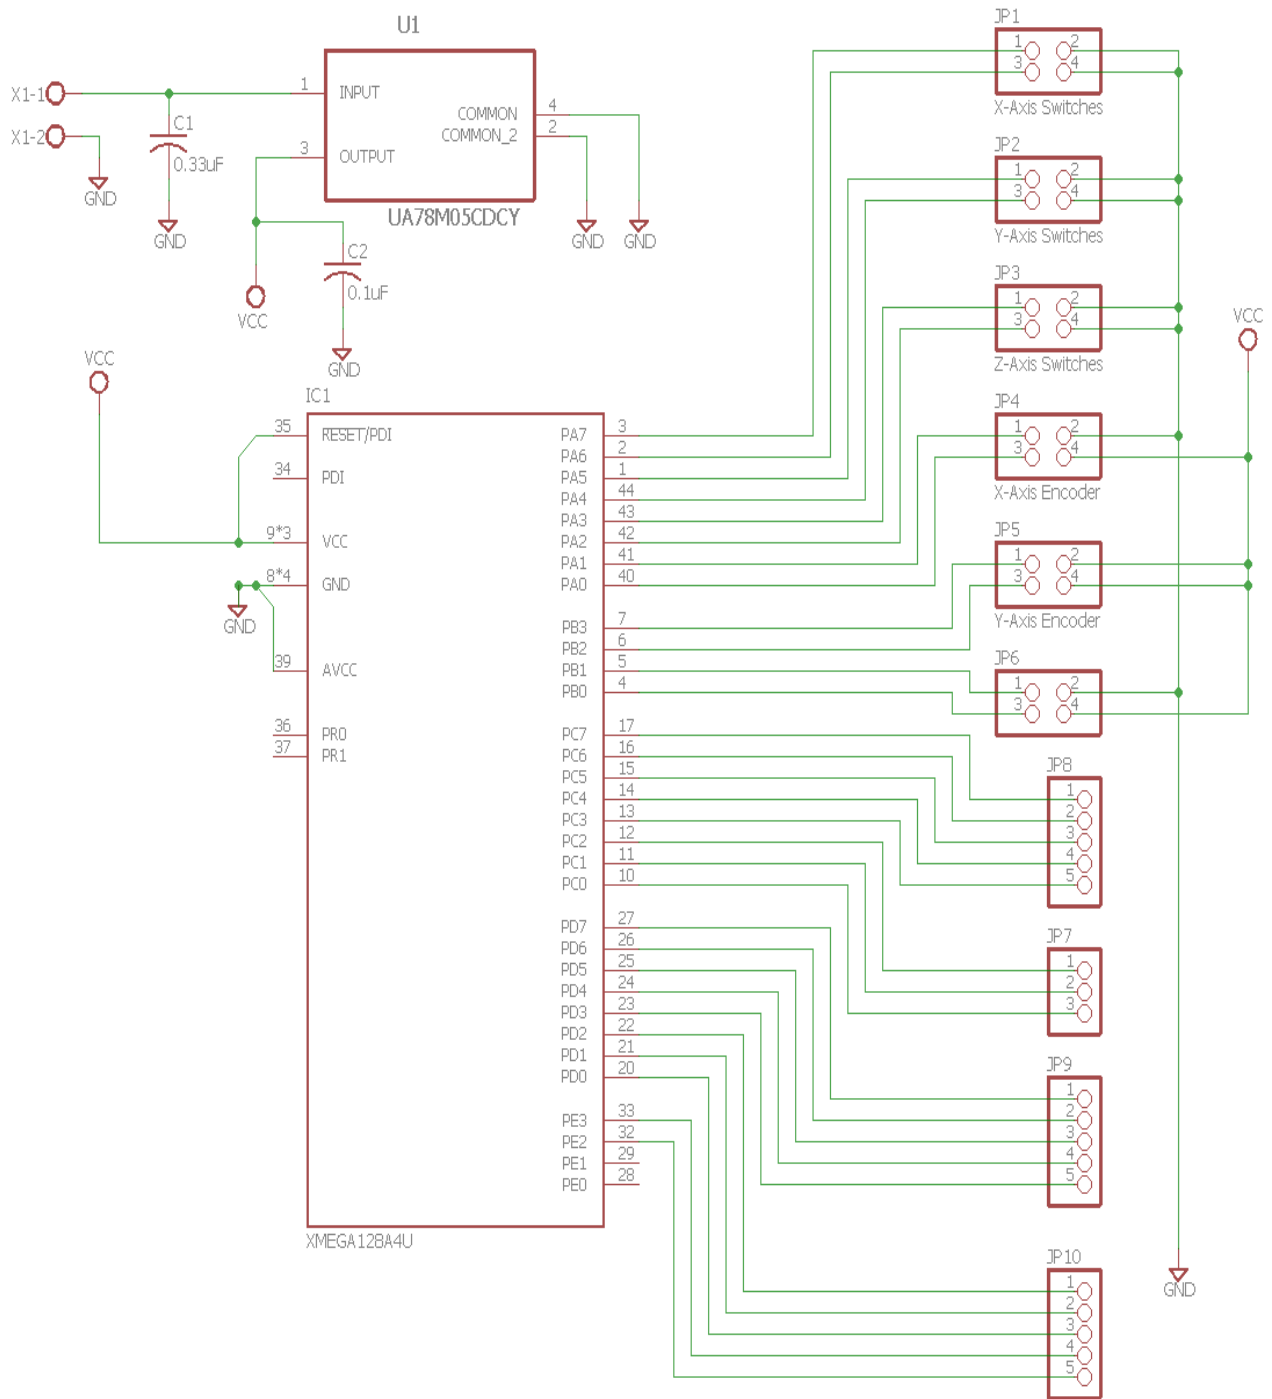 U1
X1-1
X1-2
GND
C1
0.33uF
GND
1 INPUT
3 OUTPUT
COMMON 4
COMMON_2 2
UA78M05CDCY
GND
GND
C2
0.1uF
GND
VCC
VCC
IC1
35 RESET/PDI
34 PDI
9*3 VCC
8*4 GND
GND
39 AVCC
36 PR0
37 PR1
PA7 3
PA6 2
PA5 1
PA4 44
PA3 43
PA2 42
PA1 41
PA0 40
PB3 7
PB2 6
PB1 5
PB0 4
PC7 17
PC6 16
PC5 15
PC4 14
PC3 13
PC2 12
PC1 11
PC0 10
PD7 27
PD6 26
PD5 25
PD4 24
PD3 23
PD2 22
PD1 21
PD0 20
PE3 33
PE2 32
PE1 29
PE0 28
XMEGA128A4U
JP1
1 2
3 4
X-Axis Switches
JP2
1 2
3 4
Y-Axis Switches
JP3
1 2
3 4
Z-Axis Switches
VCC
JP4
1 2
3 4
X-Axis Encoder
JP5
1 2
3 4
Y-Axis Encoder
JP6
1 2
3 4
JP8
1
2
3
4
5
JP7
1
2
3
JP9
1
2
3
4
5
JP10
1
2
3
4
5
GND